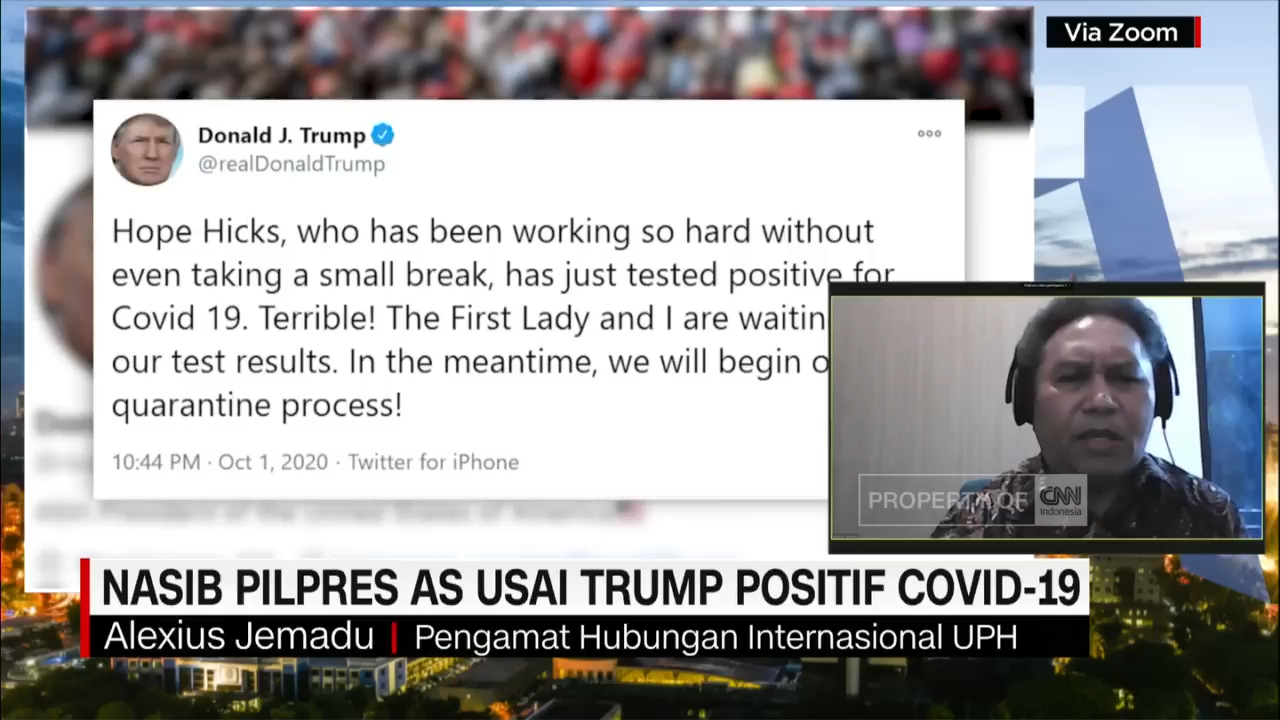 Via Zoom
Donald J. Trump
@realDonaldTrump
Hope Hicks, who has been working so hard without
even taking a small break, has just tested positive for
Covid 19. Terrible! The First Lady and I are waitin
our test results. In the meantime, we will begin o
quarantine process!
10:44 PM · Oct 1, 2020 · Twitter for iPhone
PROPERTY OF CNN
Indonesia
NASIB PILPRES AS USAI TRUMP POSITIF COVID-19
Alexius Jemadu | Pengamat Hubungan Internasional UPH